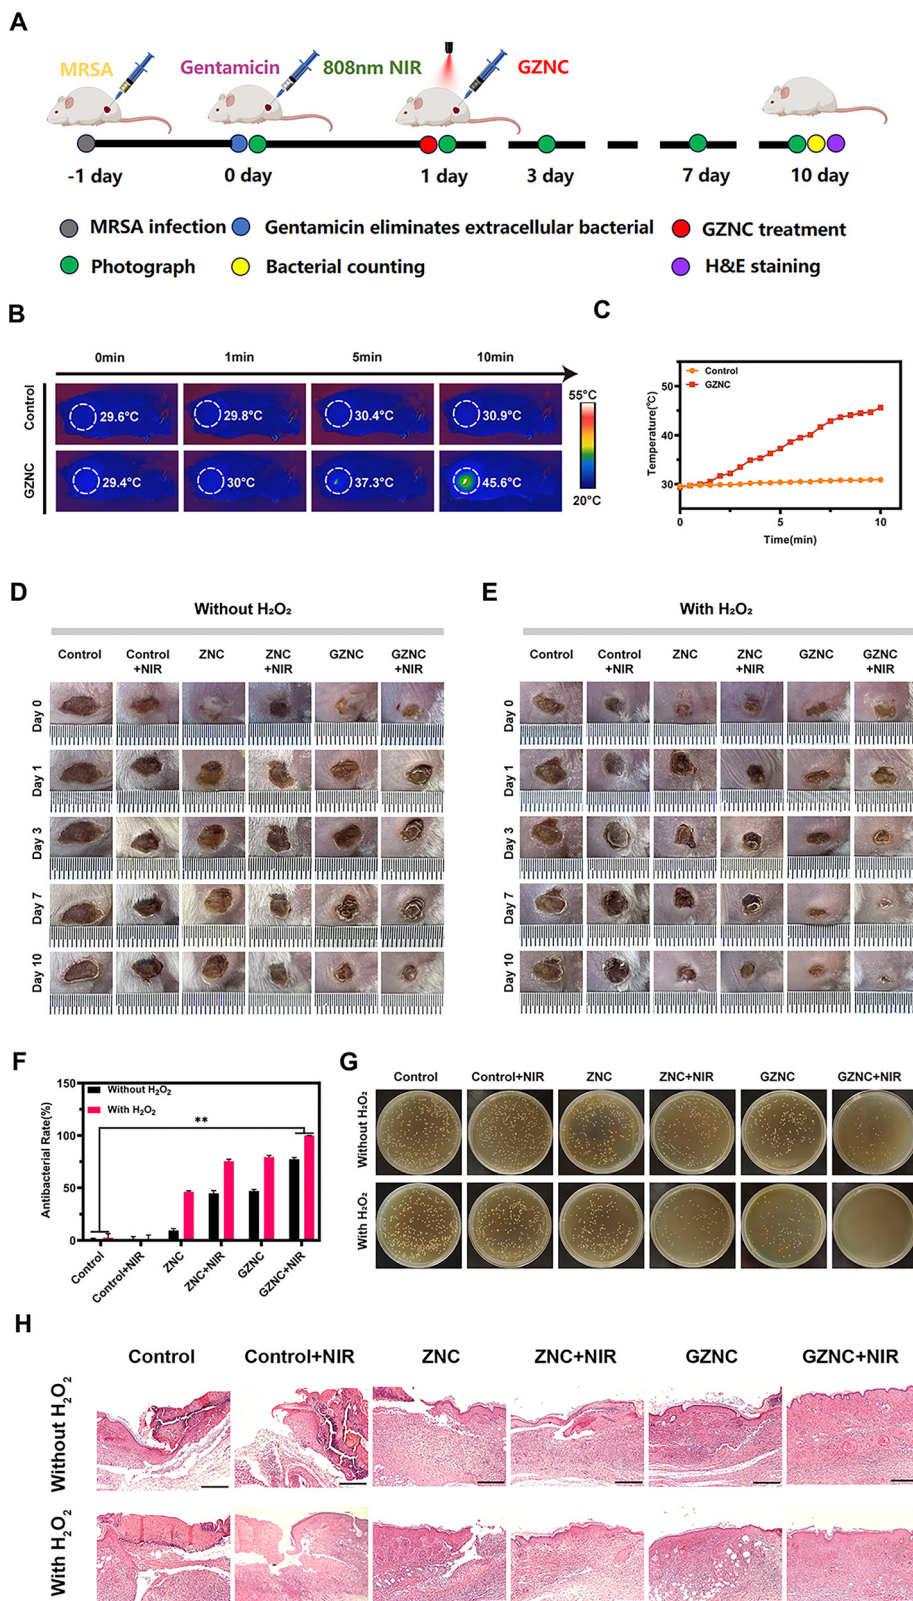 A
MRSA
Gentamicin
808nm NIR
GZNC
-1 day
0 day
1 day
3 day
7 day
10 day
MRSA infection
Gentamicin eliminates extracellular bacterial
GZNC treatment
Photograph
Bacterial counting
H&E staining
B
0min
1min
5min
10min
Control
29.6°C
29.8°C
30.4°C
30.9°C
GZNC
29.4°C
30°C
37.3°C
45.6°C
55°C
20°C
C
Control
GZNC
Temperature(°C)
50
40
30
0
5
10
Time(min)
D
Without H₂O₂
Control
Control
+NIR
ZNC
ZNC
+NIR
GZNC
GZNC
+NIR
Day 0
Day 1
Day 3
Day 7
Day 10
E
With H₂O₂
Control
Control
+NIR
ZNC
ZNC
+NIR
GZNC
GZNC
+NIR
Day 0
Day 1
Day 3
Day 7
Day 10
F
Antibacterial Rate(%)
150
100
50
0
Without H₂O₂
With H₂O₂
**
Control
Control+NIR
ZNC
ZNC+NIR
GZNC
GZNC+NIR
G
Control
Control+NIR
ZNC
ZNC+NIR
GZNC
GZNC+NIR
Without H₂O₂
With H₂O₂
H
Control
Control+NIR
ZNC
ZNC+NIR
GZNC
GZNC+NIR
Without H₂O₂
With H₂O₂